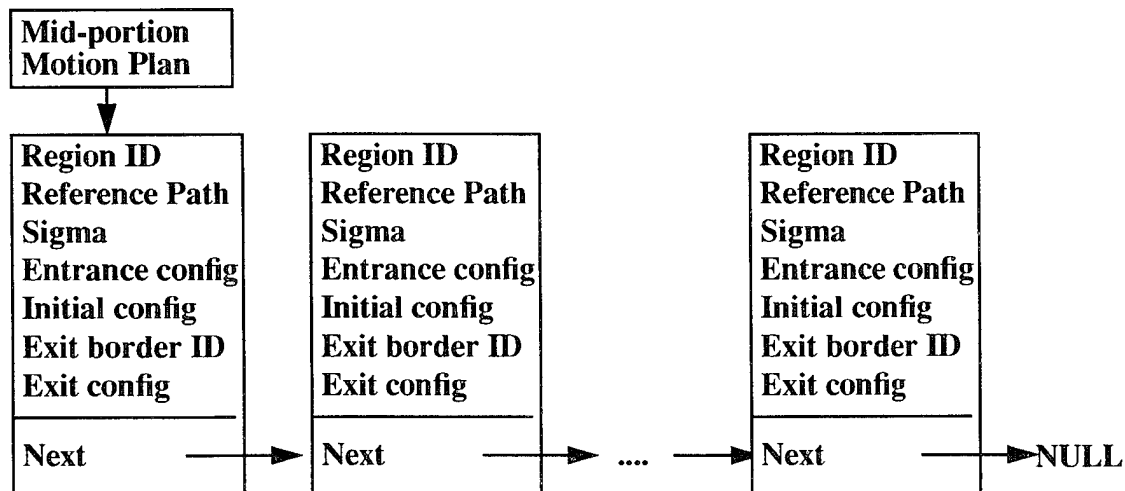 Mid-portion
Motion Plan
Region ID
Reference Path
Sigma
Entrance config
Initial config
Exit border ID
Exit config
Next
Region ID
Reference Path
Sigma
Entrance config
Initial config
Exit border ID
Exit config
Next
....
Region ID
Reference Path
Sigma
Entrance config
Initial config
Exit border ID
Exit config
Next
NULL